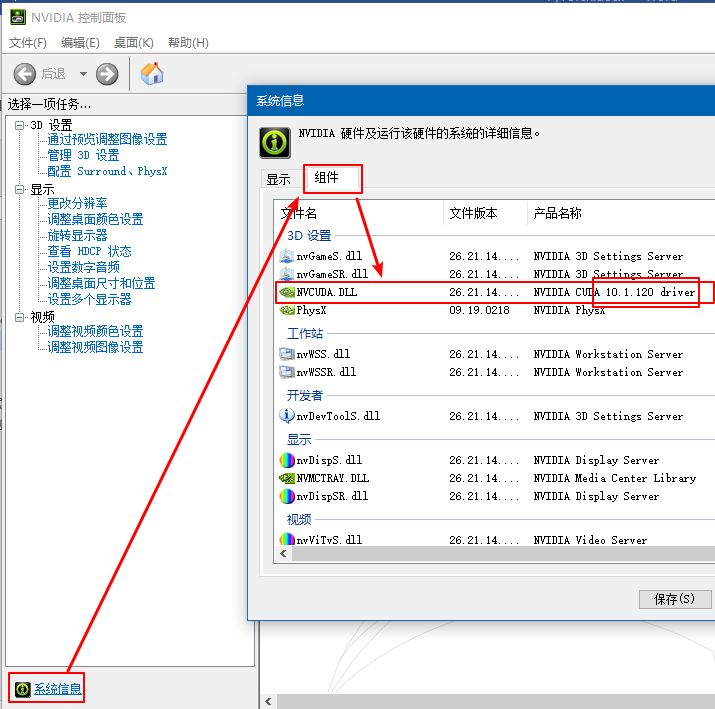 NVIDIA 控制面板
文件(F) 编辑(E) 桌面(K) 帮助(H)
后退
选择一项任务...
3D 设置
通过预览调整图像设置
管理 3D 设置
配置 Surround、PhysX
显示
更改分辨率
调整桌面颜色设置
旋转显示器
查看 HDCP 状态
设置数字音频
调整桌面尺寸和位置
设置多个显示器
视频
调整视频颜色设置
调整视频图像设置
系统信息
系统信息
NVIDIA 硬件及运行该硬件的系统的详细信息。
显示 组件
文件名 文件版本 产品名称
3D 设置
nvGameS.dll 26.21.14.... NVIDIA 3D Settings Server
nvGameSR.dll 26.21.14.... NVIDIA 3D Settings Server
NVCUDA.DLL 26.21.14.... NVIDIA CUDA 10.1.120 driver
PhysX 09.19.0218 NVIDIA PhysX
工作站
nvWSS.dll 26.21.14.... NVIDIA Workstation Server
nvWSSR.dll 26.21.14.... NVIDIA Workstation Server
开发者
nvDevToolS.dll 26.21.14.... NVIDIA 3D Settings Server
显示
nvDispS.dll 26.21.14.... NVIDIA Display Server
NVMCTRAY.DLL 26.21.14.... NVIDIA Media Center Library
nvDispSR.dll 26.21.14.... NVIDIA Display Server
视频
nvViTvS.dll 26.21.14.... NVIDIA Video Server
保存(S)